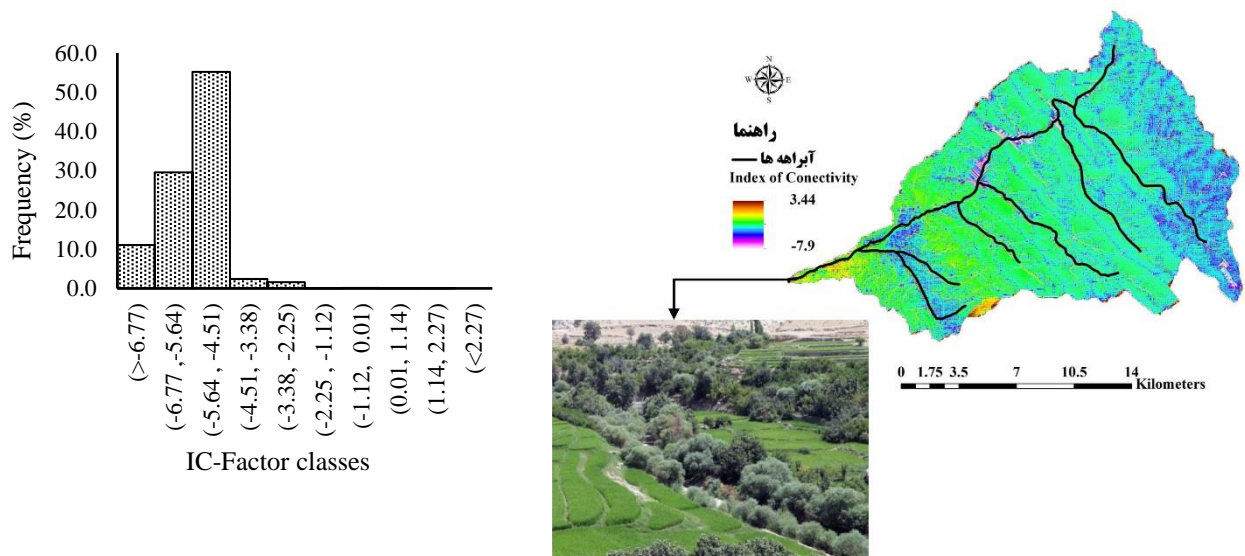 60.0
50.0
40.0
30.0
20.0
10.0
0.0
Frequency (%)
(>-6.77)
(-6.77 ,-5.64)
(-5.64 , -4.51)
(-4.51, -3.38)
(-3.38, -2.25)
(-2.25 , -1.12)
(-1.12, 0.01)
(0.01, 1.14)
(1.14, 2.27)
(<2.27)
IC-Factor classes
N
W E
S
راهنما
آبراهه ها
Index of Conectivity
3.44
-7.9
0 1.75 3.5 7 10.5 14
Kilometers